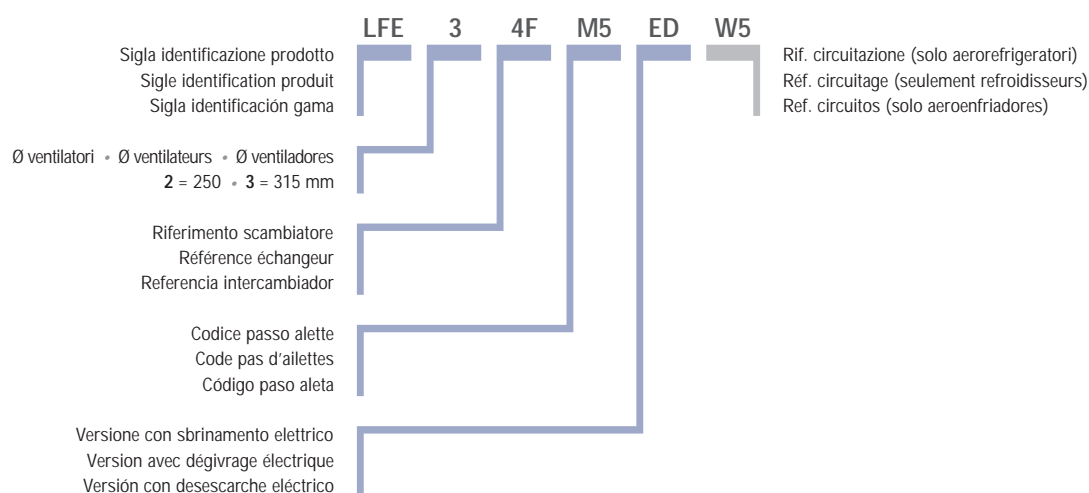 LFE 3 4F M5 ED W5
Sigla identificazione prodotto
Sigle identification produit
Sigla identificación gama
Rif. circuitazione (solo aerorefrigeratori)
Réf. circuitage (seulement refroidisseurs)
Ref. circuitos (solo aeroenfriadores)
Ø ventilatori • Ø ventilateurs • Ø ventiladores
2 = 250 • 3 = 315 mm
Riferimento scambiatore
Référence échangeur
Referencia intercambiador
Codice passo alette
Code pas d'ailettes
Código paso aleta
Versione con sbrinamento elettrico
Version avec dégivrage électrique
Versión con desescarche eléctrico